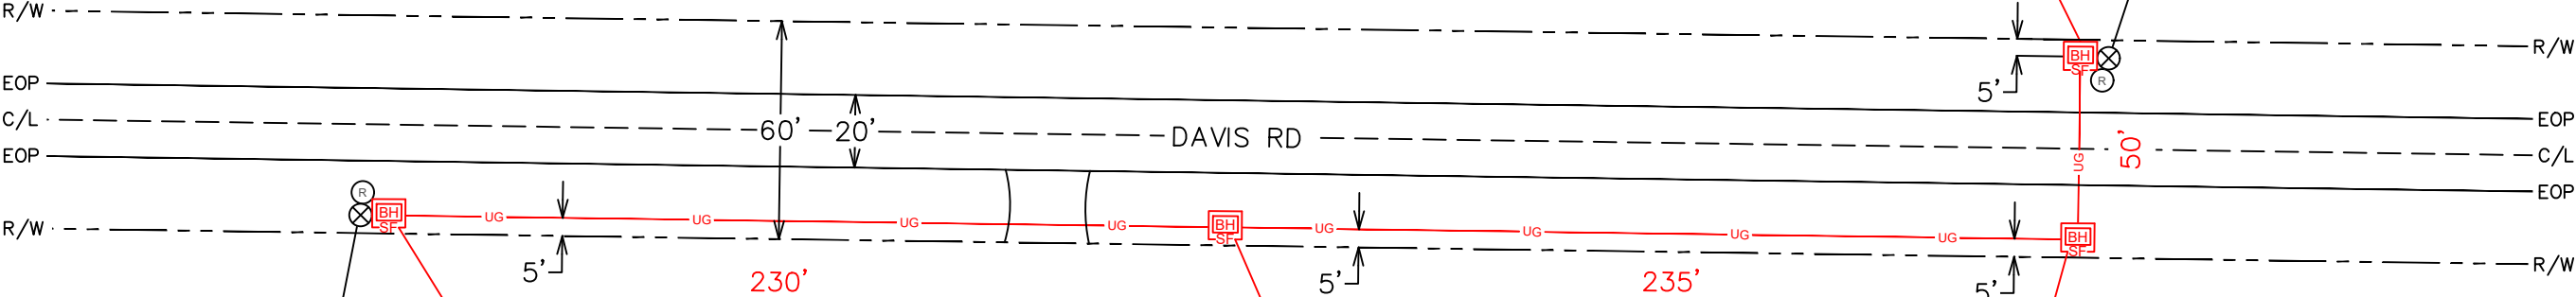 R/W
R/W
BH
SF
R
5'
EOP
EOP
C/L
60'
20'
DAVIS RD
50'
UG
C/L
EOP
EOP
R
BH
SF
UG
UG
UG
UG
BH
SF
UG
UG
UG
UG
BH
SF
R/W
R/W
5'
230'
5'
235'
5'